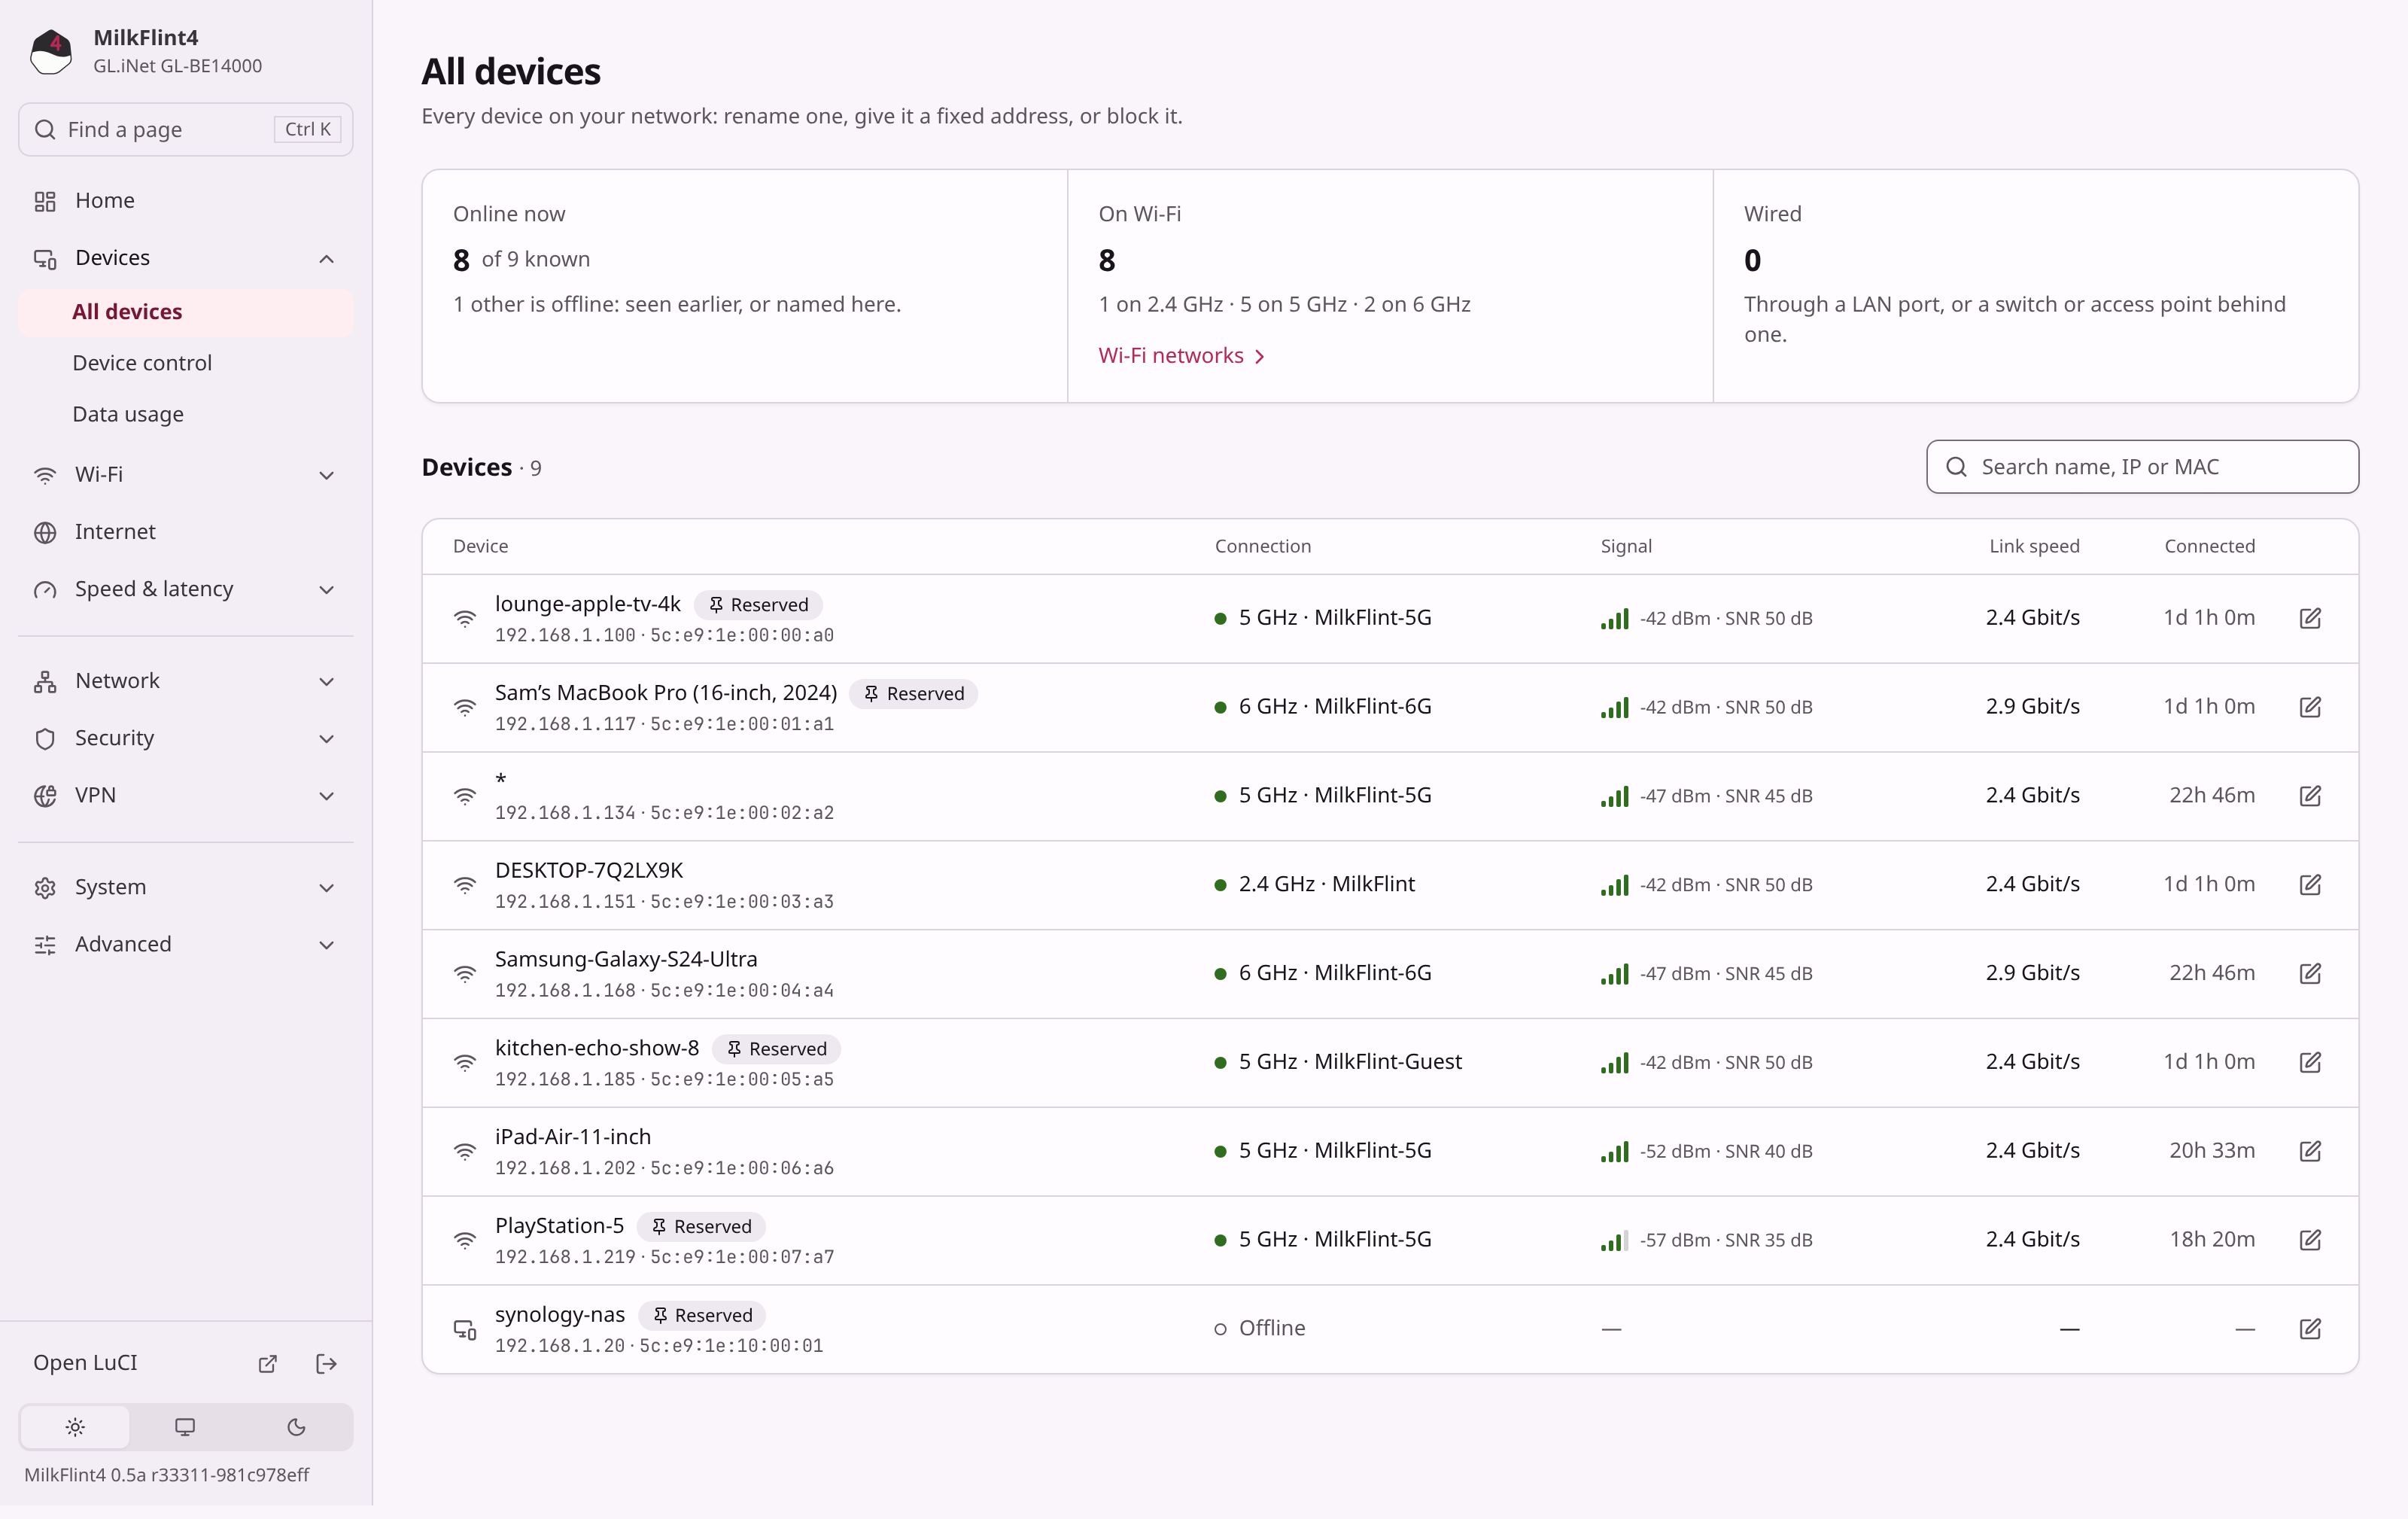 MilkFlint4
GL.iNet GL-BE14000
Find a page
Ctrl K
Home
Devices
All devices
Device control
Data usage
Wi-Fi
Internet
Speed & latency
Network
Security
VPN
System
Advanced
Open LuCI
MilkFlint4 0.5a r33311-981c978eff
All devices
Every device on your network: rename one, give it a fixed address, or block it.
Online now
8 of 9 known
1 other is offline: seen earlier, or named here.
On Wi-Fi
8
1 on 2.4 GHz · 5 on 5 GHz · 2 on 6 GHz
Wi-Fi networks
Wired
0
Through a LAN port, or a switch or access point behind
one.
Devices · 9
Search name, IP or MAC
Device Connection Signal Link speed Connected
lounge-apple-tv-4k Reserved
192.168.1.100 · 5c:e9:1e:00:00:a0
5 GHz · MilkFlint-5G -42 dBm · SNR 50 dB 2.4 Gbit/s 1d 1h 0m
Sam’s MacBook Pro (16-inch, 2024) Reserved
192.168.1.117 · 5c:e9:1e:00:01:a1
6 GHz · MilkFlint-6G -42 dBm · SNR 50 dB 2.9 Gbit/s 1d 1h 0m
*
192.168.1.134 · 5c:e9:1e:00:02:a2
5 GHz · MilkFlint-5G -47 dBm · SNR 45 dB 2.4 Gbit/s 22h 46m
DESKTOP-7Q2LX9K
192.168.1.151 · 5c:e9:1e:00:03:a3
2.4 GHz · MilkFlint -42 dBm · SNR 50 dB 2.4 Gbit/s 1d 1h 0m
Samsung-Galaxy-S24-Ultra
192.168.1.168 · 5c:e9:1e:00:04:a4
6 GHz · MilkFlint-6G -47 dBm · SNR 45 dB 2.9 Gbit/s 22h 46m
kitchen-echo-show-8 Reserved
192.168.1.185 · 5c:e9:1e:00:05:a5
5 GHz · MilkFlint-Guest -42 dBm · SNR 50 dB 2.4 Gbit/s 1d 1h 0m
iPad-Air-11-inch
192.168.1.202 · 5c:e9:1e:00:06:a6
5 GHz · MilkFlint-5G -52 dBm · SNR 40 dB 2.4 Gbit/s 20h 33m
PlayStation-5 Reserved
192.168.1.219 · 5c:e9:1e:00:07:a7
5 GHz · MilkFlint-5G -57 dBm · SNR 35 dB 2.4 Gbit/s 18h 20m
synology-nas Reserved
192.168.1.20 · 5c:e9:1e:10:00:01
Offline — — —